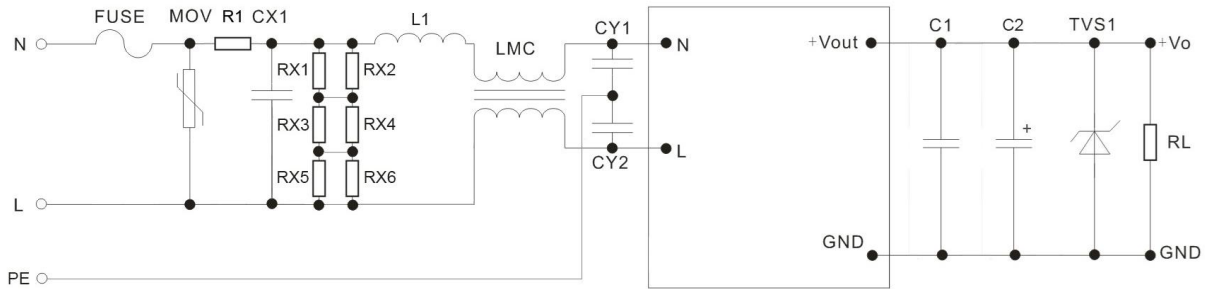 FUSE MOV R1 CX1 L1 CY1 C1 C2 TVS1
N LMC N +Vout +Vo
RX1 RX2
RX3 RX4 + RL
L CY2
RX5 RX6
L
GND GND
PE